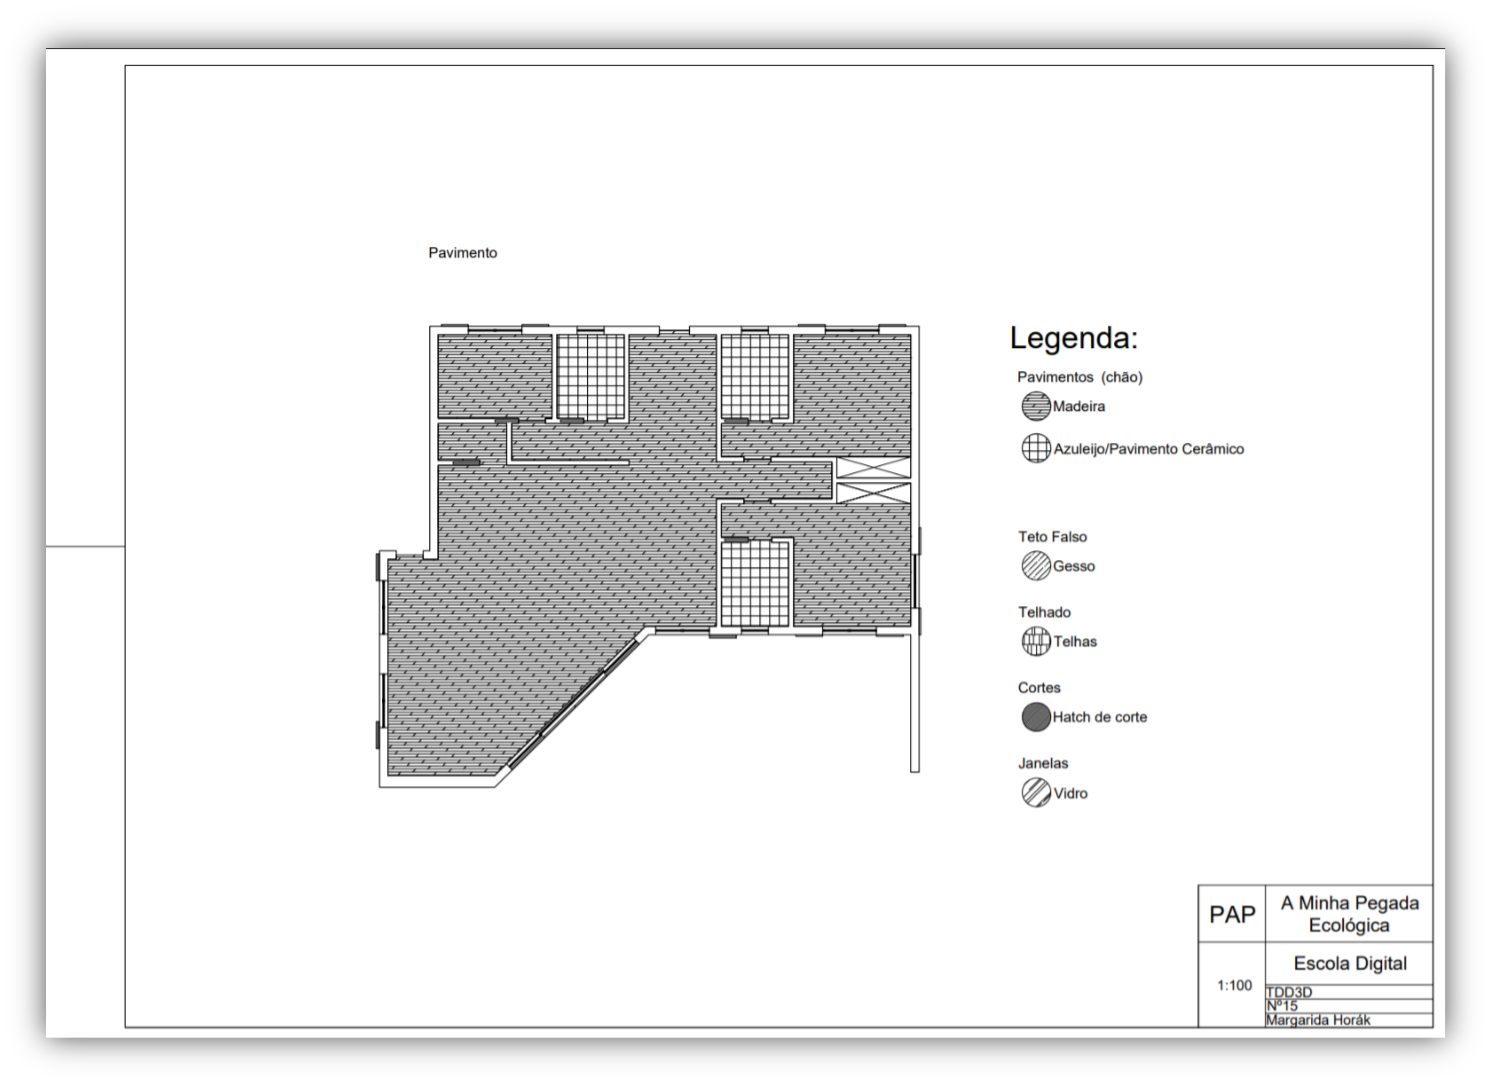 Pavimento
Legenda:
Pavimentos (chão)
Madeira
Azuleijo/Pavimento Cerâmico
Teto Falso
Gesso
Telhado
Telhas
Cortes
Hatch de corte
Janelas
Vidro
PAP
A Minha Pegada
Ecológica
Escola Digital
1:100
TDD3D
Nº15
Margarida Horák